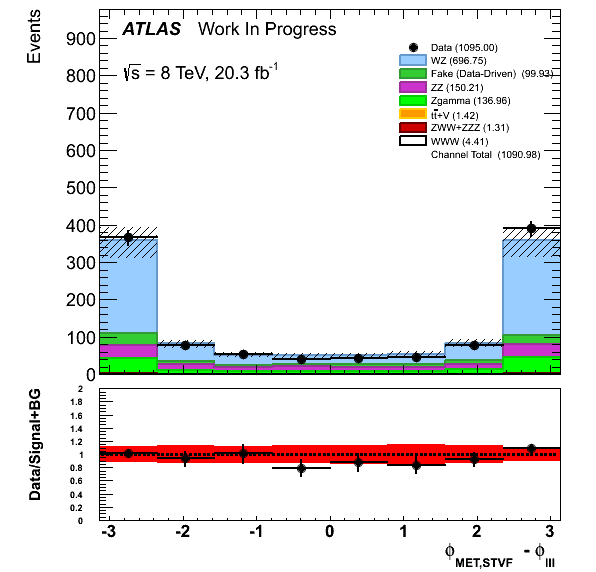 Events
ATLAS Work In Progress
√s = 8 TeV, 20.3 fb-1
Data (1095.00)
WZ (696.75)
Fake (Data-Driven) (99.93)
ZZ (150.21)
Zgamma (136.96)
tt̄+V (1.42)
ZWW+ZZZ (1.31)
WWW (4.41)
Channel Total (1090.98)
900
800
700
600
500
400
300
200
100
0
Data/Signal+BG
2
1.8
1.6
1.4
1.2
1
0.8
0.6
0.4
0.2
0
-3 -2 -1 0 1 2 3
ϕMET,STVF - ϕlll